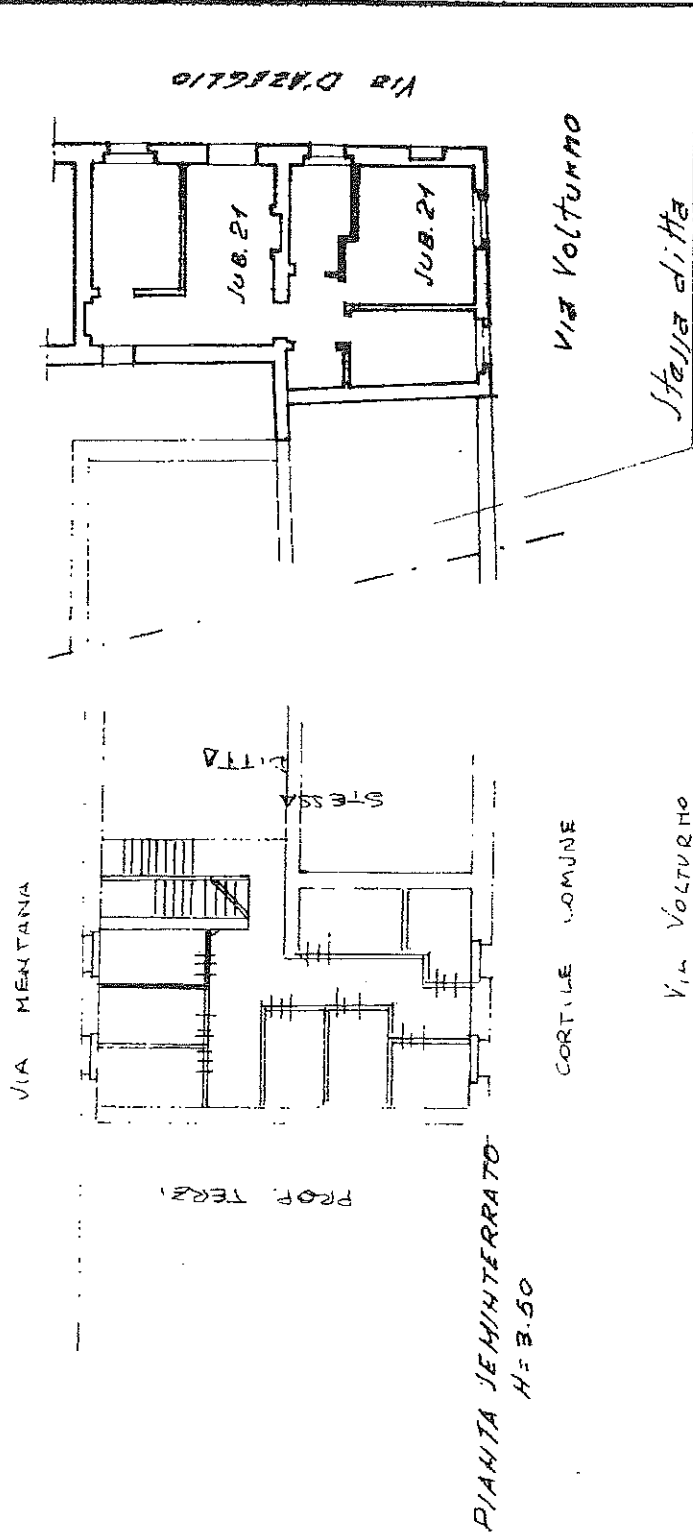 VIA D'AZEGLIO
SUB. 21
SUB. 21
VIA VOLTURNO
Stessa ditta
VIA MENTANA
STESSA
DITTA
CORTILE COMUNE
VIA VOLTURNO
PROP. TERZI
PIANTA SEMINTERRATO
H = 3.50